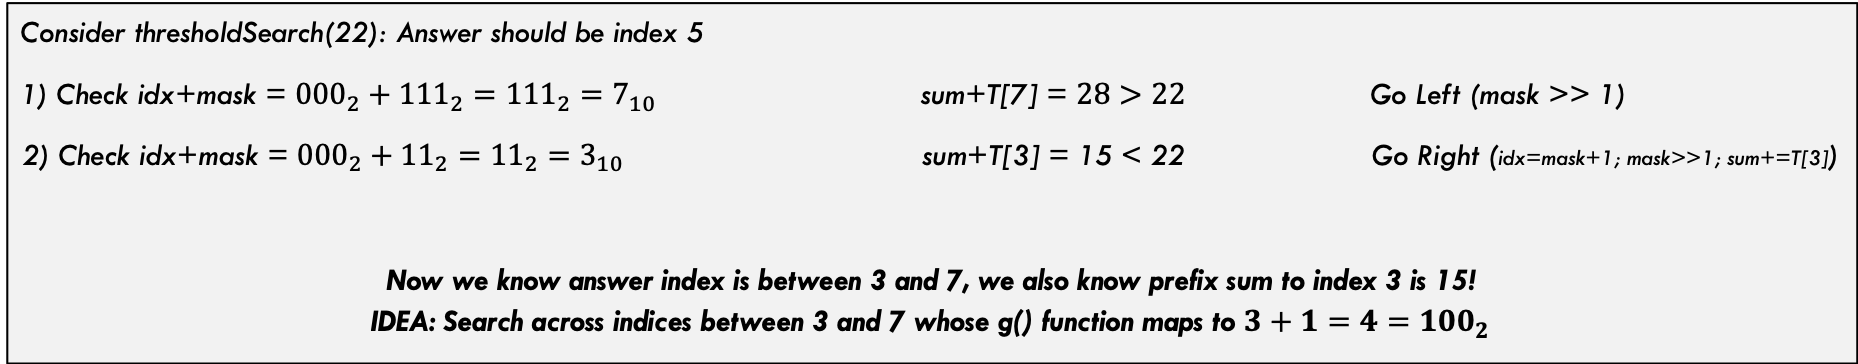 Consider thresholdSearch(22): Answer should be index 5
1) Check idx+mask = 000₂ + 111₂ = 111₂ = 7₁₀ sum+T[7] = 28 > 22 Go Left (mask >> 1)
2) Check idx+mask = 000₂ + 11₂ = 11₂ = 3₁₀ sum+T[3] = 15 < 22 Go Right (idx=mask+1; mask>>1; sum+=T[3])
Now we know answer index is between 3 and 7, we also know prefix sum to index 3 is 15!
IDEA: Search across indices between 3 and 7 whose g() function maps to 3 + 1 = 4 = 100₂